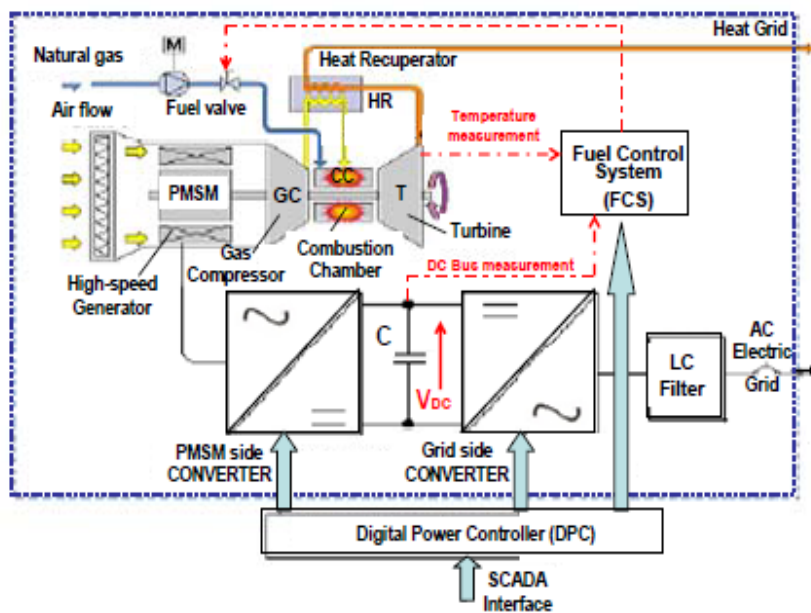 |M|
Heat Grid
Natural gas
Heat Recuperator
HR
Air flow
Fuel valve
Temperature
measurement
Fuel Control
System
(FCS)
PMSM
GC
CC
T
Turbine
Gas
Compressor
Combustion
Chamber
High-speed
Generator
DC Bus measurement
C
VDC
LC
Filter
AC
Electric
Grid
PMSM side
CONVERTER
Grid side
CONVERTER
Digital Power Controller (DPC)
SCADA
Interface